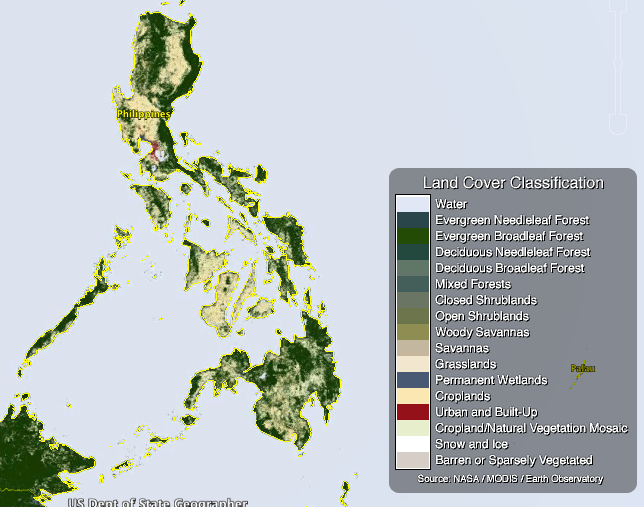 Philippines
Land Cover Classification
Water
Evergreen Needleleaf Forest
Evergreen Broadleaf Forest
Deciduous Needleleaf Forest
Deciduous Broadleaf Forest
Mixed Forests
Closed Shrublands
Open Shrublands
Woody Savannas
Savannas
Grasslands
Permanent Wetlands
Croplands
Urban and Built-Up
Cropland/Natural Vegetation Mosaic
Snow and Ice
Barren or Sparsely Vegetated
Source: NASA / MODIS / Earth Observatory
Palau
US Dept of State Geographer